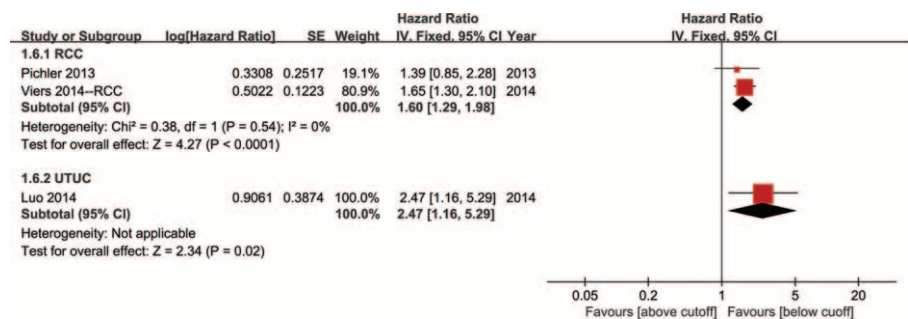 Hazard Ratio Hazard Ratio
Study or Subgroup log[Hazard Ratio] SE Weight IV. Fixed. 95% CI Year IV. Fixed. 95% CI
1.6.1 RCC
Pichler 2013 0.3308 0.2517 19.1% 1.39 [0.85, 2.28] 2013
Viers 2014--RCC 0.5022 0.1223 80.9% 1.65 [1.30, 2.10] 2014
Subtotal (95% CI) 100.0% 1.60 [1.29, 1.98]
Heterogeneity: Chi² = 0.38, df = 1 (P = 0.54); I² = 0%
Test for overall effect: Z = 4.27 (P < 0.0001)
1.6.2 UTUC
Luo 2014 0.9061 0.3874 100.0% 2.47 [1.16, 5.29] 2014
Subtotal (95% CI) 100.0% 2.47 [1.16, 5.29]
Heterogeneity: Not applicable
Test for overall effect: Z = 2.34 (P = 0.02)
0.05 0.2 1 5 20
Favours [above cutoff] Favours [below cuoff]